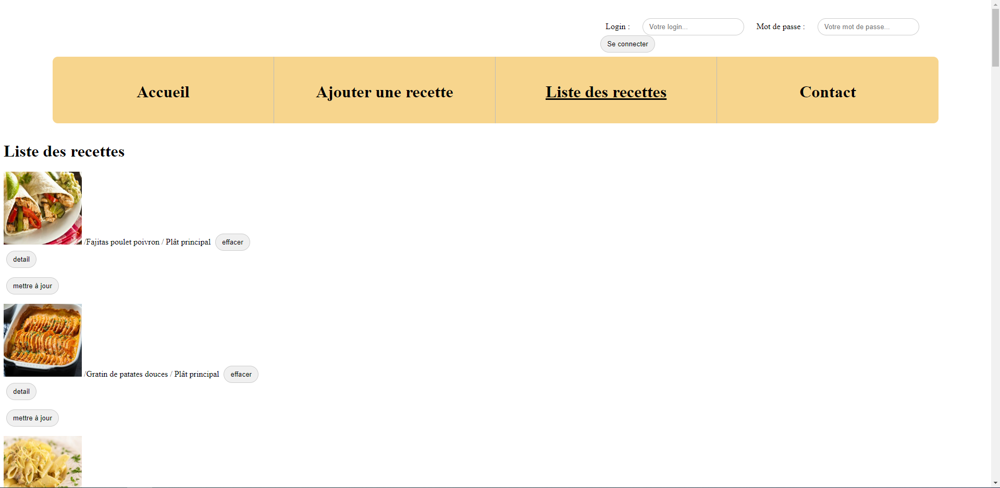 Login : Votre login... Mot de passe : Votre mot de passe...
Se connecter
Accueil Ajouter une recette Liste des recettes Contact
Liste des recettes
/Fajitas poulet poivron / Plât principal effacer
detail
mettre à jour
/Gratin de patates douces / Plât principal effacer
detail
mettre à jour